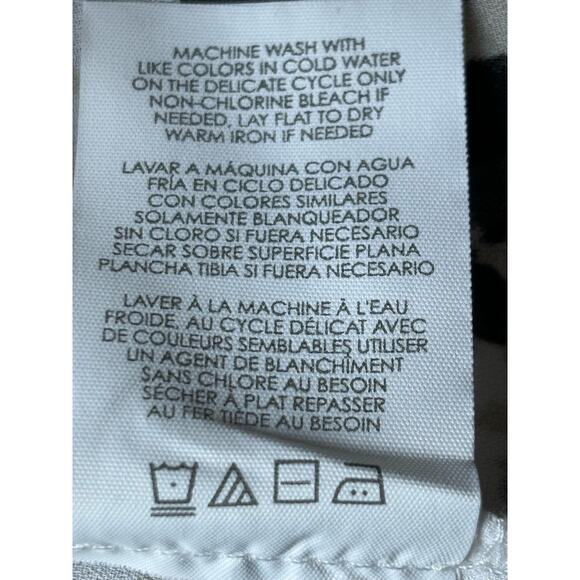 MACHINE WASH WITH
LIKE COLORS IN COLD WATER
ON THE DELICATE CYCLE ONLY
NON-CHLORINE BLEACH IF
NEEDED, LAY FLAT TO DRY
WARM IRON IF NEEDED
LAVAR A MÁQUINA CON AGUA
FRÍA EN CICLO DELICADO
CON COLORES SIMILARES
SOLAMENTE BLANQUEADOR
SIN CLORO SI FUERA NECESARIO
SECAR SOBRE SUPERFICIE PLANA
PLANCHA TIBIA SI FUERA NECESARIO
LAVER À LA MACHINE À L'EAU
FROIDE, AU CYCLE DÉLICAT AVEC
DE COULEURS SEMBLABLES UTILISER
UN AGENT DE BLANCHÎMENT
SANS CHLORE AU BESOIN
SÉCHER À PLAT REPASSER
AU FER TIÈDE AU BESOIN